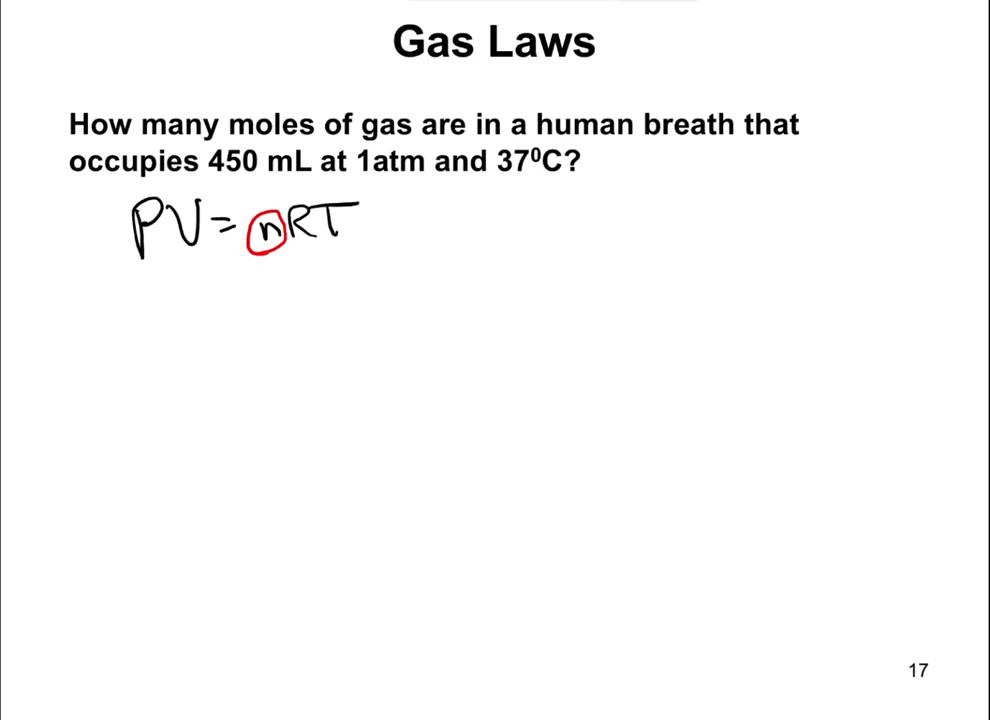 Gas Laws
How many moles of gas are in a human breath that
occupies 450 mL at 1atm and 37⁰C?
PV=nRT
17